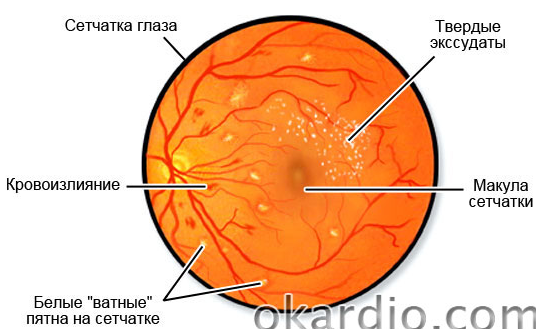 Сетчатка глаза
Твердые
экссудаты
Кровоизлияние
Макула
сетчатки
Белые "ватные"
пятна на сетчатке
okardio.com